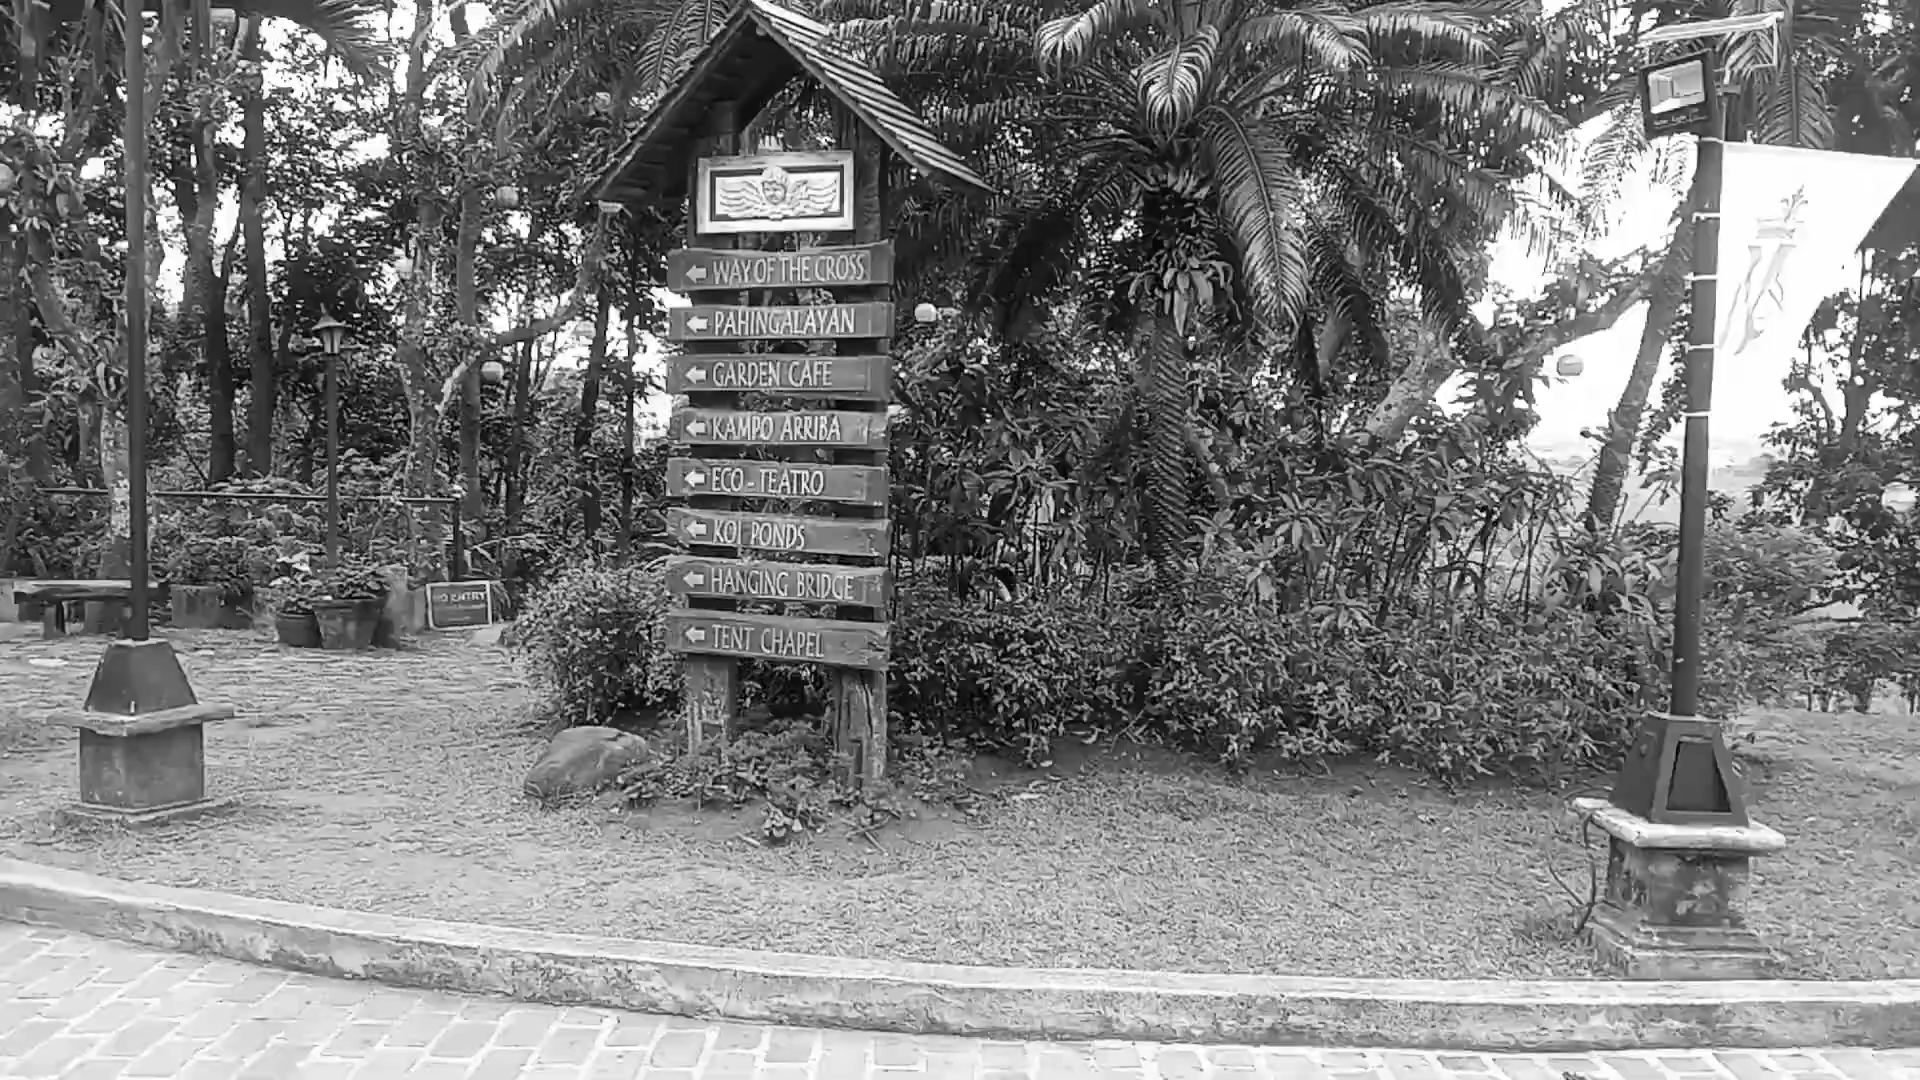 WAY OF THE CROSS
PAHINGALAYAN
GARDEN CAFE
KAMPO ARRIBA
ECO-TEATRO
KOI PONDS
HANGING BRIDGE
TENT CHAPEL
NO ENTRY